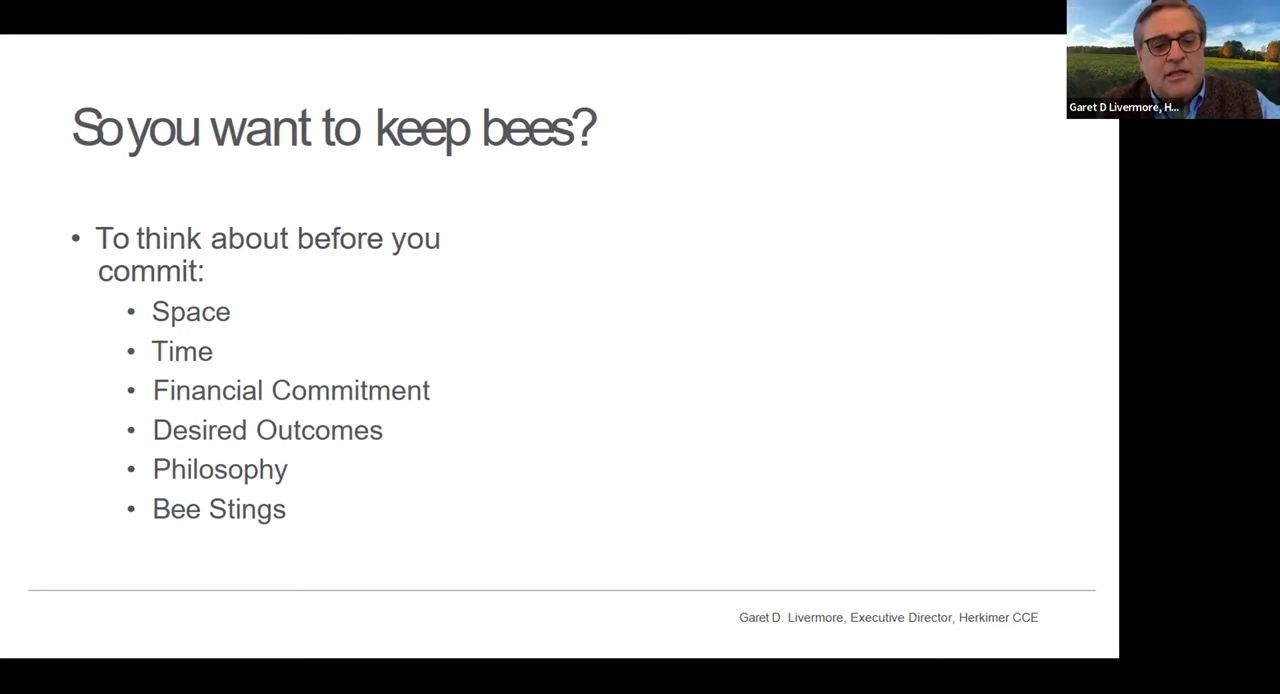 So you want to keep bees?
• To think about before you
commit:
• Space
• Time
• Financial Commitment
• Desired Outcomes
• Philosophy
• Bee Stings
Garet D. Livermore, Executive Director, Herkimer CCE
Garet D Livermore, H...